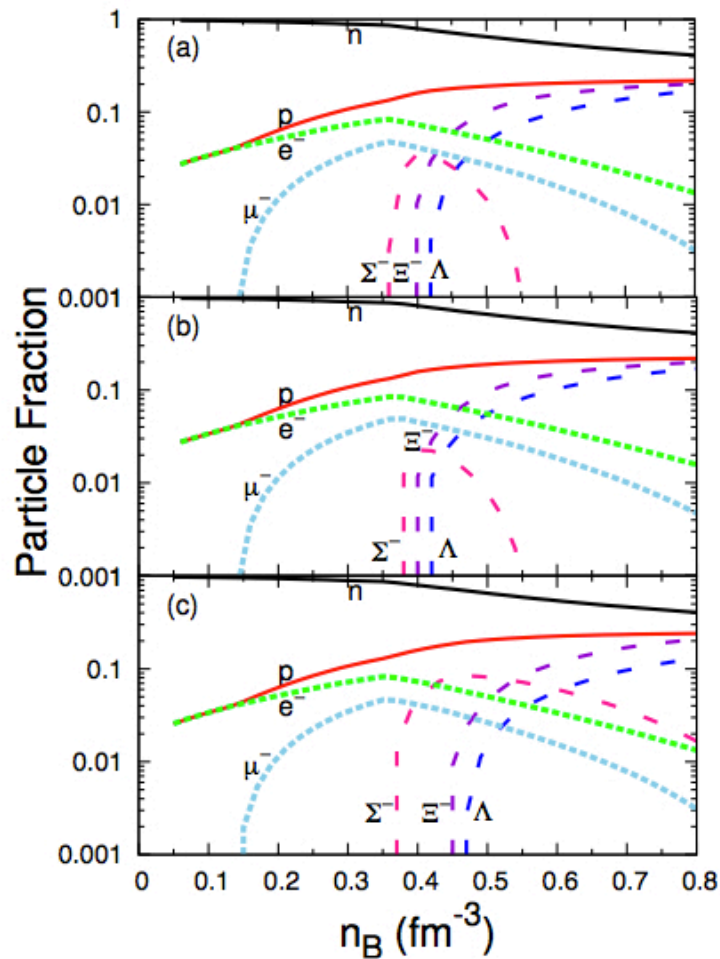 Particle Fraction
1
(a)
n
0.1
p
e⁻
0.01
μ⁻
Σ⁻ Ξ⁻ Λ
0.001
(b)
n
0.1
p
e⁻
Ξ⁻
0.01
μ⁻
Σ⁻ Λ
0.001
(c)
n
0.1
p
e⁻
0.01
μ⁻
Σ⁻ Ξ⁻ Λ
0.001
0 0.1 0.2 0.3 0.4 0.5 0.6 0.7 0.8
n_B (fm⁻³)